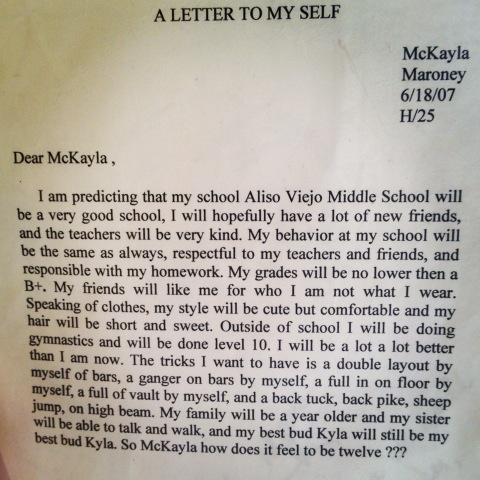 A LETTER TO MY SELF
McKayla
Maroney
6/18/07
H/25
Dear McKayla ,
I am predicting that my school Aliso Viejo Middle School will
be a very good school, I will hopefully have a lot of new friends,
and the teachers will be very kind. My behavior at my school will
be the same as always, respectful to my teachers and friends, and
responsible with my homework. My grades will be no lower then a
B+. My friends will like me for who I am not what I wear.
Speaking of clothes, my style will be cute but comfortable and my
hair will be short and sweet. Outside of school I will be doing
gymnastics and will be done level 10. I will be a lot a lot better
than I am now. The tricks I want to have is a double layout by
myself of bars, a ganger on bars by myself, a full in on floor by
myself, a full of vault by myself, and a back tuck, back pike, sheep
jump, on high beam. My family will be a year older and my sister
will be able to talk and walk, and my best bud Kyla will still be my
best bud Kyla. So McKayla how does it feel to be twelve ???